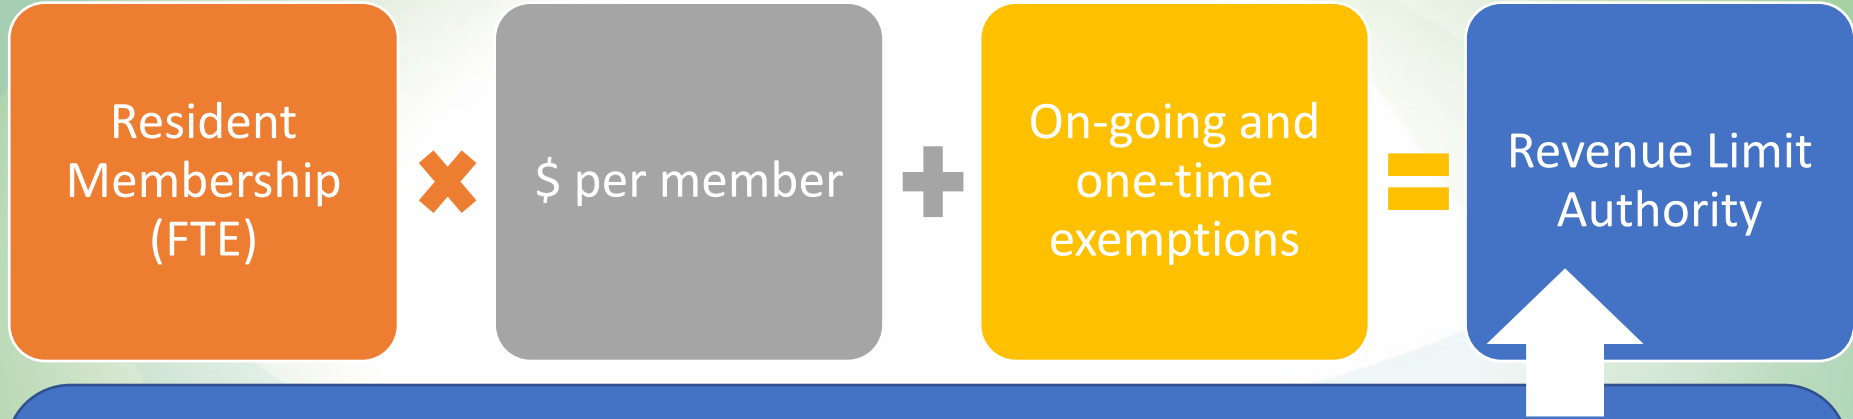 Resident
Membership
(FTE)
$ per member
On-going and
one-time
exemptions
Revenue Limit
Authority